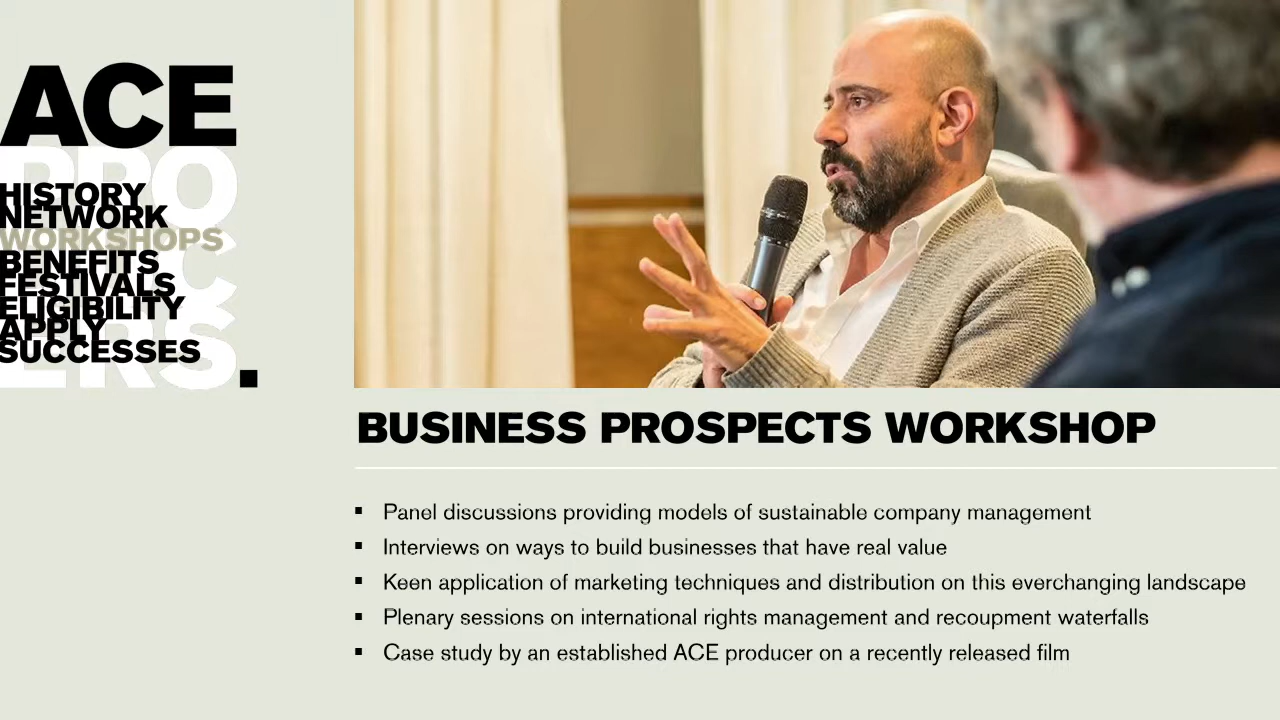 ACE
PRO
HISTORY
NETWORK
WORKSHOPS
BENEFITS
FESTIVALS
ELIGIBILITY
APPLY
SUCCESSES
ERS.
BUSINESS PROSPECTS WORKSHOP
▪ Panel discussions providing models of sustainable company management
▪ Interviews on ways to build businesses that have real value
▪ Keen application of marketing techniques and distribution on this everchanging landscape
▪ Plenary sessions on international rights management and recoupment waterfalls
▪ Case study by an established ACE producer on a recently released film